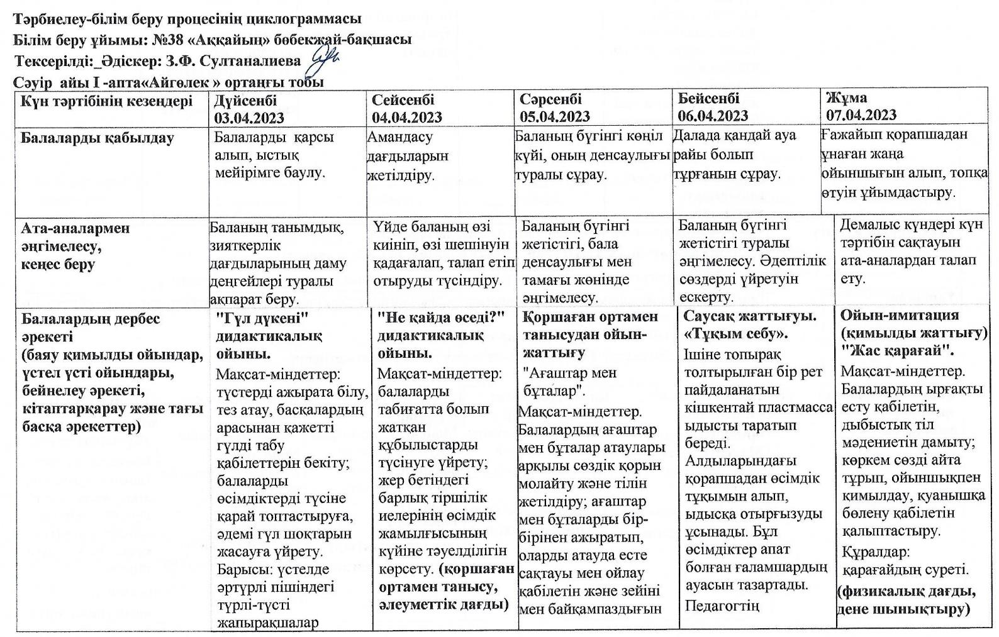 Тәрбиелеу-білім беру процесінің циклограммасы
Білім беру ұйымы: №38 «Аққайың» бөбекжай-бақшасы
Тексерілді:_Әдіскер: З.Ф. Султаналиева
Сәуір айы I -апта«Айгөлек » ортаңғы тобы
Күн тәртібінің кезеңдері
Дүйсенбі
03.04.2023
Сейсенбі
04.04.2023
Сәрсенбі
05.04.2023
Бейсенбі
06.04.2023
Жұма
07.04.2023
Балаларды қабылдау
Балаларды қарсы
алып, ыстық
мейірімге баулу.
Амандасу
дағдыларын
жетілдіру.
Баланың бүгінгі көңіл
күйі, оның денсаулығы
туралы сұрау.
Далада қандай ауа
райы болып
тұрғанын сұрау.
Ғажайып қорапшадан
ұнаған жаңа
ойыншығын алып, топқа
өтуін ұйымдастыру.
Ата-аналармен
әңгімелесу,
кеңес беру
Баланың танымдық,
зияткерлік
дағдыларының даму
деңгейлері туралы
ақпарат беру.
Үйде баланың өзі
киініп, өзі шешінуін
қадағалап, талап етіп
отыруды түсіндіру.
Баланың бүгінгі
жетістігі, бала
денсаулығы мен
тамағы жөнінде
әңгімелесу.
Баланың бүгінгі
жетістігі туралы
әңгімелесу. Әдептілік
сөздерді үйретуін
ескерту.
Демалыс күндері күн
тәртібін сақтауын
ата-аналардан талап
ету.
Балалардың дербес
әрекеті
(баяу қимылды ойындар,
үстел үсті ойындары,
бейнелеу әрекеті,
кітаптарқарау және тағы
басқа әрекеттер)
"Гүл дүкені"
дидактикалық
ойыны.
Мақсат-міндеттер:
түстерді ажырата білу,
тез атау, басқалардың
арасынан қажетті
гүлді табу
қабілеттерін бекіту;
балаларды
өсімдіктерді түсіне
қарай топтастыруға,
әдемі гүл шоқтарын
жасауға үйрету.
Барысы: үстелде
әртүрлі пішіндегі
түрлі-түсті
жапырақшалар
"Не қайда өседі?"
дидактикалық
ойыны.
Мақсат-міндеттер:
балаларды
табиғатта болып
жатқан
құбылыстарды
түсінуге үйрету;
жер бетіндегі
барлық тіршілік
иелерінің өсімдік
жамылғысының
күйіне тәуелділігін
көрсету. (қоршаған
ортамен танысу,
әлеуметтік дағды)
Қоршаған ортамен
танысудан ойын-
жаттығу
"Ағаштар мен
бұталар".
Мақсат-міндеттер.
Балалардың ағаштар
мен бұталар атаулары
арқылы сөздік қорын
молайту және тілін
жетілдіру; ағаштар
мен бұталарды бір-
бірінен ажыратып,
оларды атауда есте
сақтауы мен ойлау
қабілетін және зейіні
мен байқампаздығын
Саусақ жаттығуы.
«Тұқым себу».
Ішіне топырақ
толтырылған бір рет
пайдаланатын
кішкентай пластмасса
ыдысты таратып
береді.
Алдыларындағы
қорапшадан өсімдік
тұқымын алып,
ыдысқа отырғызуды
ұсынады. Бұл
өсімдіктер апат
болған ғаламшардың
ауасын тазартады.
Педагогтің
Ойын-имитация
(қимылды жаттығу)
"Жас қарағай".
Мақсат-міндеттер.
Балалардың ырғақты
есту қабілетін,
дыбыстық тіл
мәдениетін дамыту;
көркем сөзді айта
тұрып, ойыншықпен
қимылдау, қуанышқа
бөлену қабілетін
қалыптастыру.
Құралдар:
қарағайдың суреті.
(физикалық дағды,
дене шынықтыру)